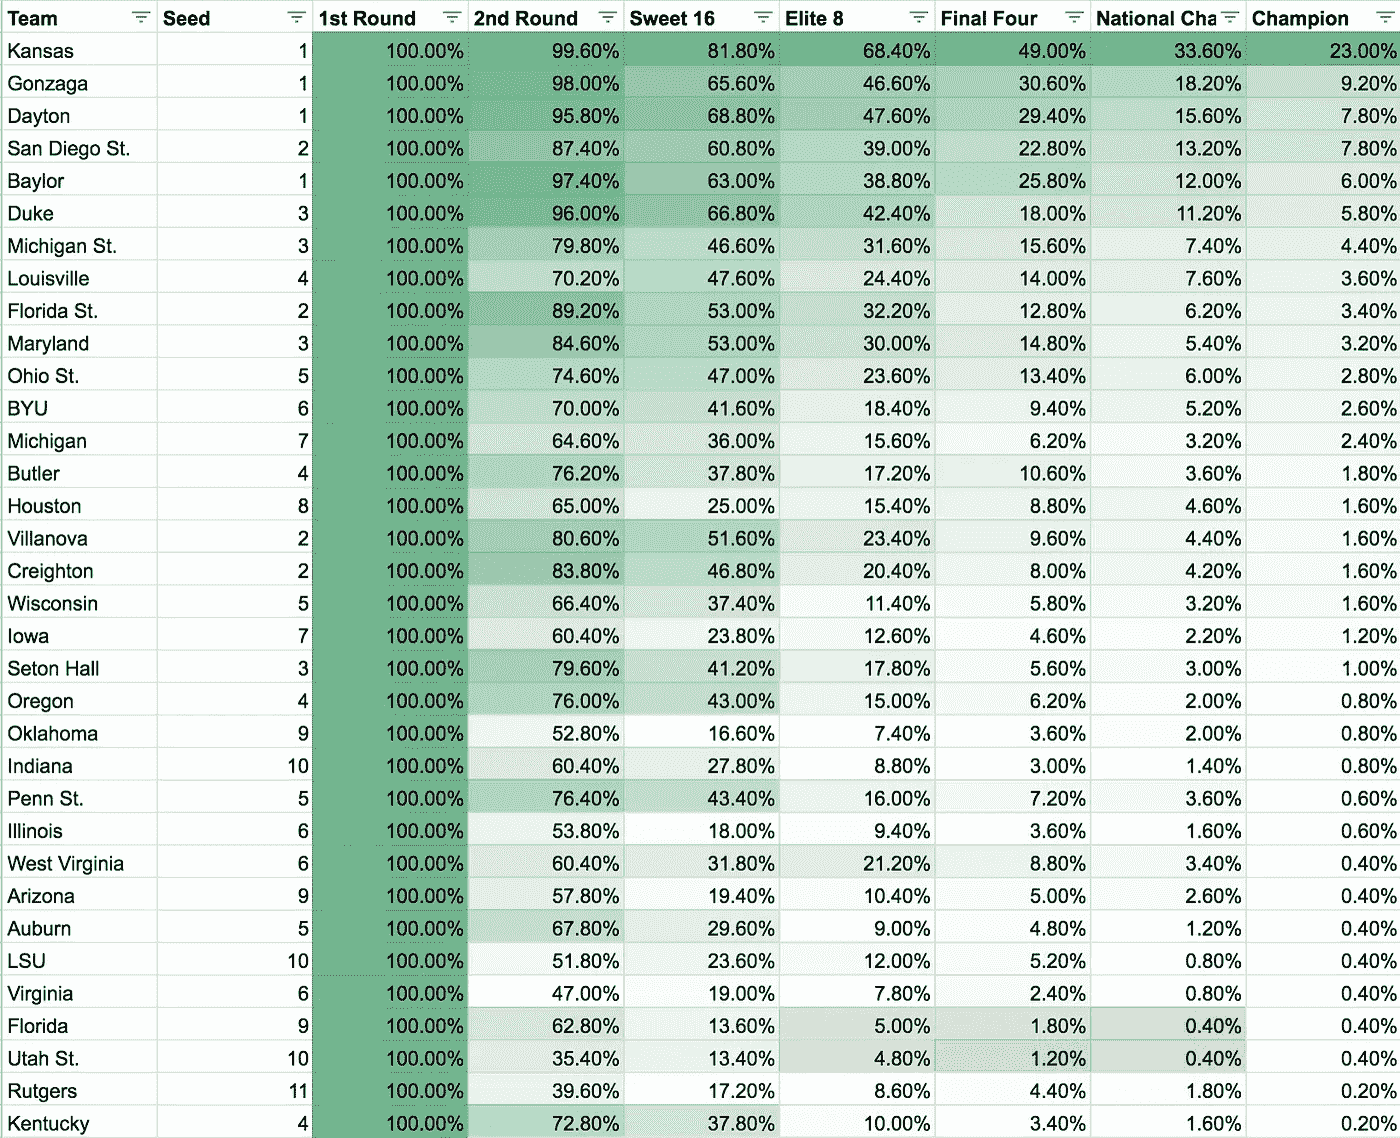 Team Seed 1st Round 2nd Round Sweet 16 Elite 8 Final Four National Cha Champion
Kansas 1 100.00% 99.60% 81.80% 68.40% 49.00% 33.60% 23.00%
Gonzaga 1 100.00% 98.00% 65.60% 46.60% 30.60% 18.20% 9.20%
Dayton 1 100.00% 95.80% 68.80% 47.60% 29.40% 15.60% 7.80%
San Diego St. 2 100.00% 87.40% 60.80% 39.00% 22.80% 13.20% 7.80%
Baylor 1 100.00% 97.40% 63.00% 38.80% 25.80% 12.00% 6.00%
Duke 3 100.00% 96.00% 66.80% 42.40% 18.00% 11.20% 5.80%
Michigan St. 3 100.00% 79.80% 46.60% 31.60% 15.60% 7.40% 4.40%
Louisville 4 100.00% 70.20% 47.60% 24.40% 14.00% 7.60% 3.60%
Florida St. 2 100.00% 89.20% 53.00% 32.20% 12.80% 6.20% 3.40%
Maryland 3 100.00% 84.60% 53.00% 30.00% 14.80% 5.40% 3.20%
Ohio St. 5 100.00% 74.60% 47.00% 23.60% 13.40% 6.00% 2.80%
BYU 6 100.00% 70.00% 41.60% 18.40% 9.40% 5.20% 2.60%
Michigan 7 100.00% 64.60% 36.00% 15.60% 6.20% 3.20% 2.40%
Butler 4 100.00% 76.20% 37.80% 17.20% 10.60% 3.60% 1.80%
Houston 8 100.00% 65.00% 25.00% 15.40% 8.80% 4.60% 1.60%
Villanova 2 100.00% 80.60% 51.60% 23.40% 9.60% 4.40% 1.60%
Creighton 2 100.00% 83.80% 46.80% 20.40% 8.00% 4.20% 1.60%
Wisconsin 5 100.00% 66.40% 37.40% 11.40% 5.80% 3.20% 1.60%
Iowa 7 100.00% 60.40% 23.80% 12.60% 4.60% 2.20% 1.20%
Seton Hall 3 100.00% 79.60% 41.20% 17.80% 5.60% 3.00% 1.00%
Oregon 4 100.00% 76.00% 43.00% 15.00% 6.20% 2.00% 0.80%
Oklahoma 9 100.00% 52.80% 16.60% 7.40% 3.60% 2.00% 0.80%
Indiana 10 100.00% 60.40% 27.80% 8.80% 3.00% 1.40% 0.80%
Penn St. 5 100.00% 76.40% 43.40% 16.00% 7.20% 3.60% 0.60%
Illinois 6 100.00% 53.80% 18.00% 9.40% 3.60% 1.60% 0.60%
West Virginia 6 100.00% 60.40% 31.80% 21.20% 8.80% 3.40% 0.40%
Arizona 9 100.00% 57.80% 19.40% 10.40% 5.00% 2.60% 0.40%
Auburn 5 100.00% 67.80% 29.60% 9.00% 4.80% 1.20% 0.40%
LSU 10 100.00% 51.80% 23.60% 12.00% 5.20% 0.80% 0.40%
Virginia 6 100.00% 47.00% 19.00% 7.80% 2.40% 0.80% 0.40%
Florida 9 100.00% 62.80% 13.60% 5.00% 1.80% 0.40% 0.40%
Utah St. 10 100.00% 35.40% 13.40% 4.80% 1.20% 0.40% 0.40%
Rutgers 11 100.00% 39.60% 17.20% 8.60% 4.40% 1.80% 0.20%
Kentucky 4 100.00% 72.80% 37.80% 10.00% 3.40% 1.60% 0.20%